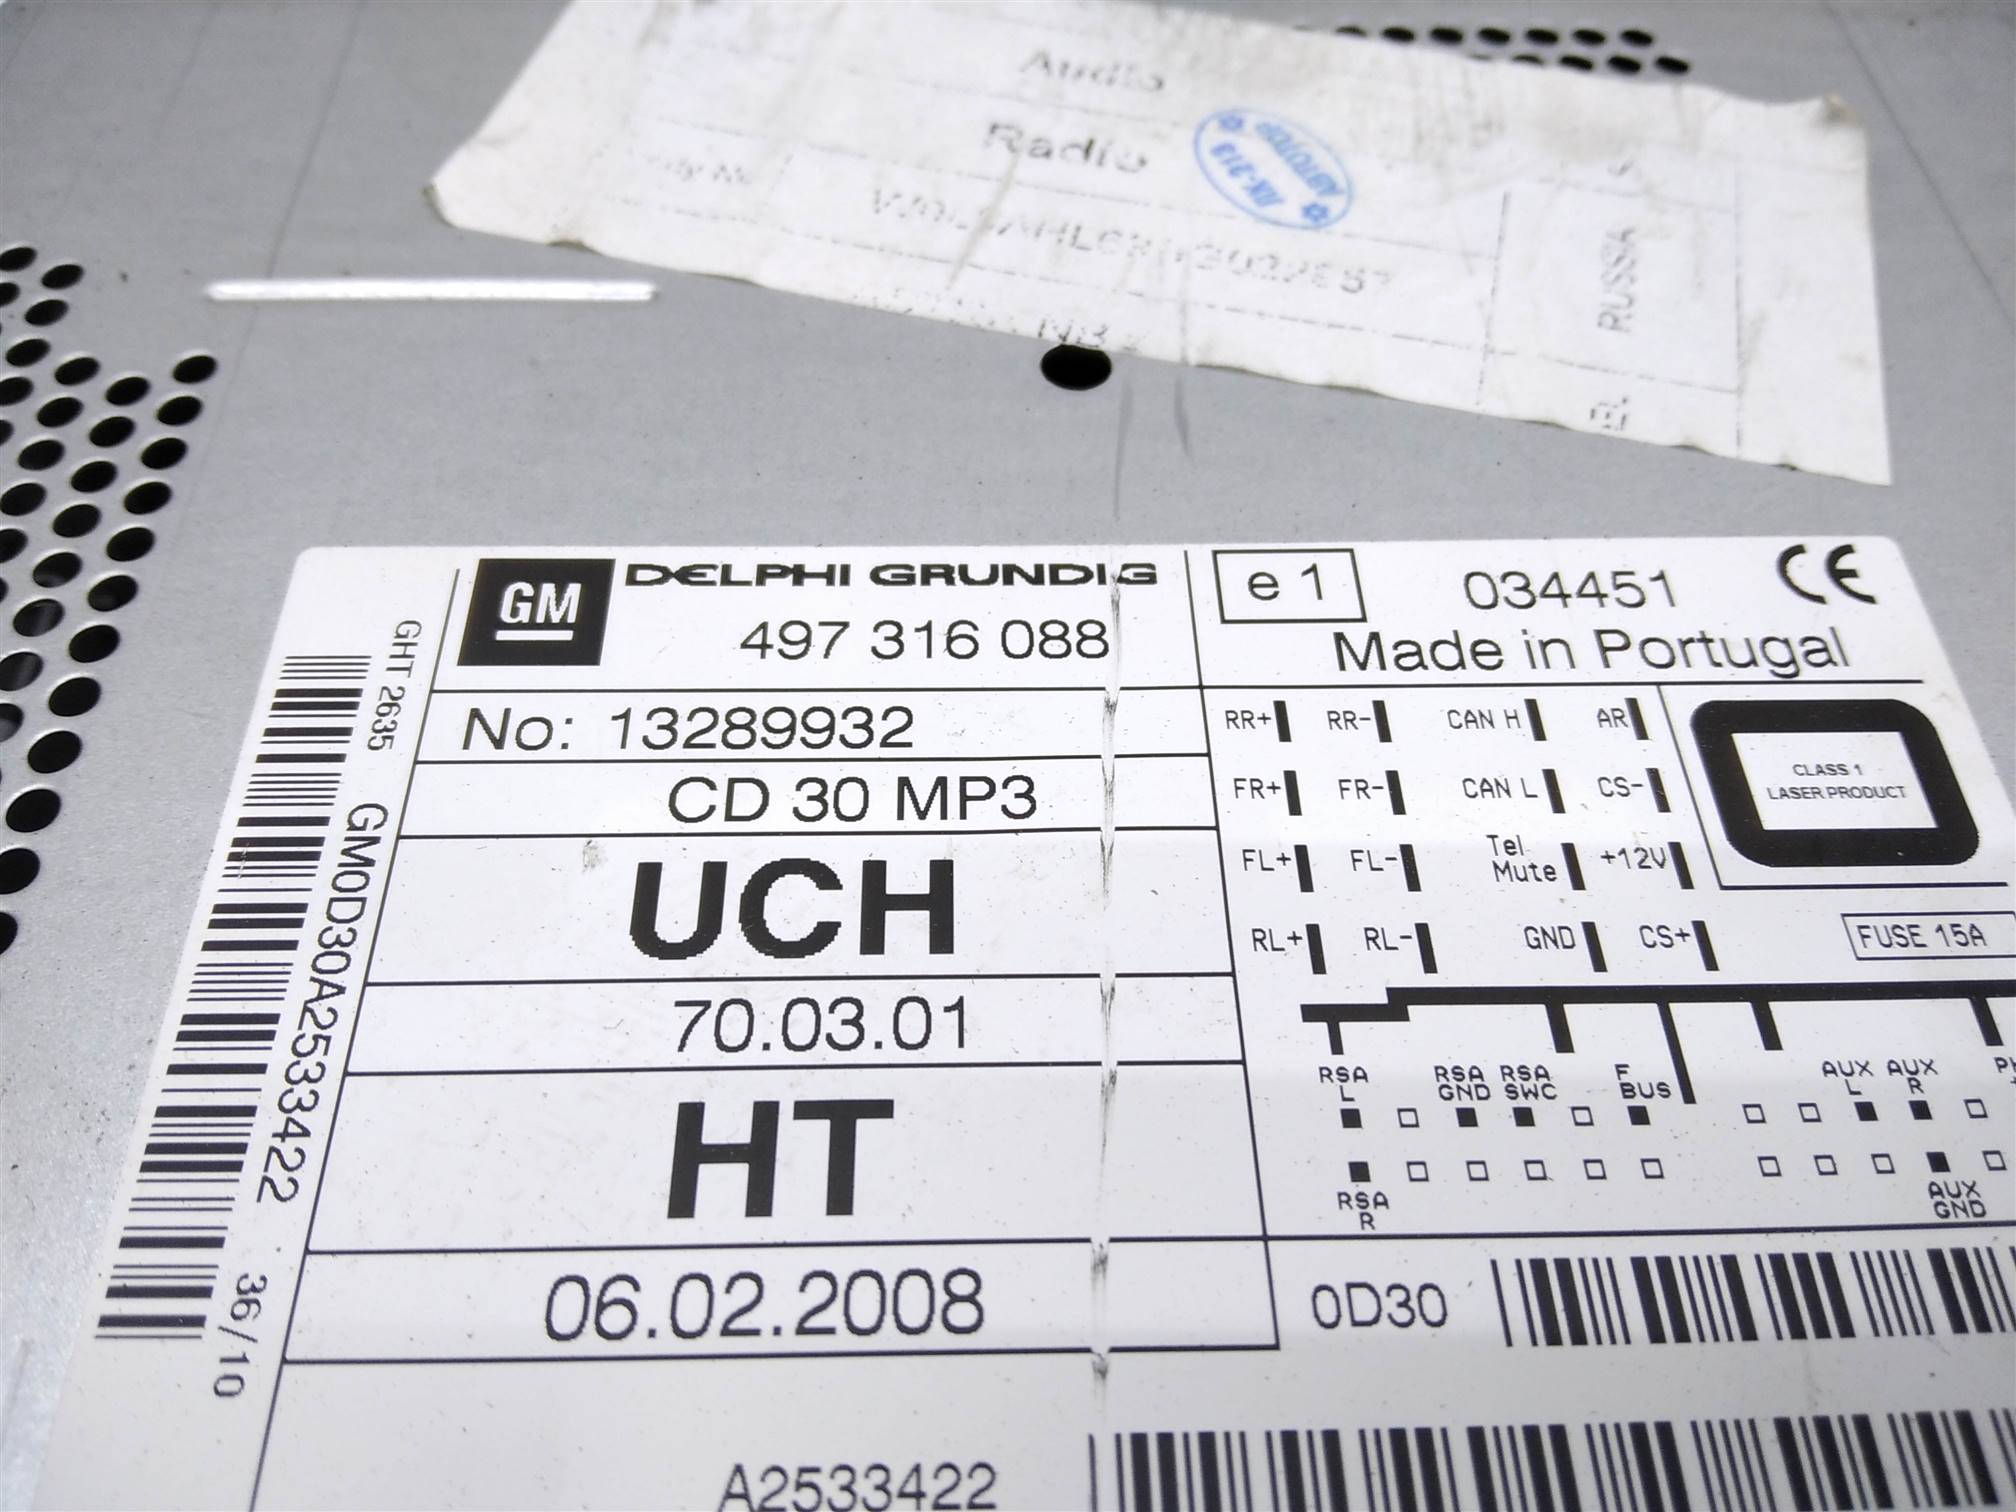 Audio
Radio
RUSSIA
GM
DELPHI GRUNDIG
497 316 088
e 1
034451
CE
Made in Portugal
No: 13289932
CD 30 MP3
UCH
70.03.01
HT
06.02.2008
GHT 2635
GM0D30A2533422
36/10
RR+ RR- CAN H AR
FR+ FR- CAN L CS-
FL+ FL- Tel Mute +12V
RL+ RL- GND CS+
CLASS 1
LASER PRODUCT
FUSE 15A
RSA L RSA GND RSA SWC F BUS AUX L AUX R
RSA R AUX GND
0D30
A2533422